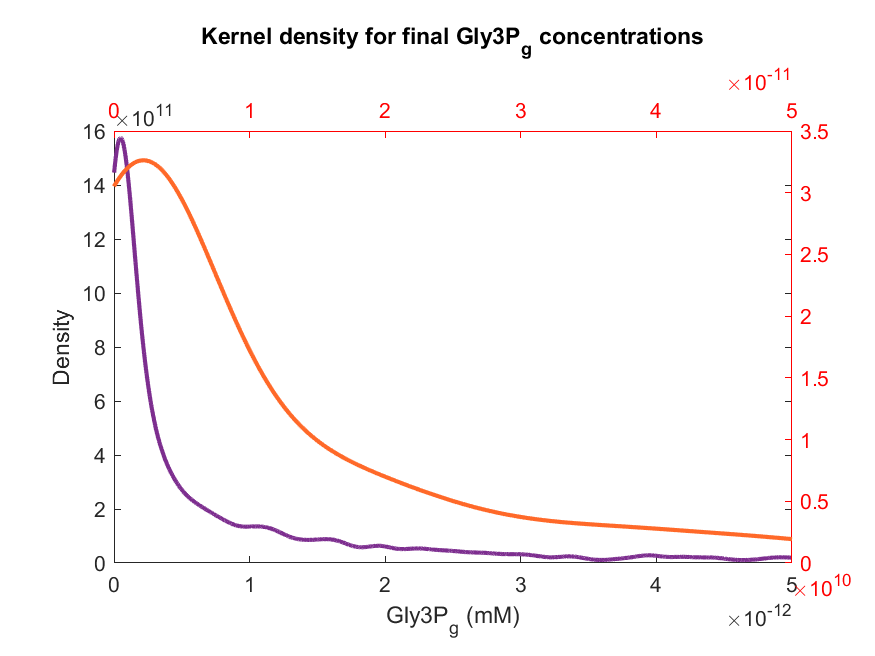 Kernel density for final Gly3P_g concentrations
×10^-11
0 1 2 3 4 5
×10^11
16 3.5
14 3
12 2.5
10 2
8 1.5
6 1
4 0.5
2 0
0
Density
0 1 2 3 4 5
×10^10
Gly3P_g (mM)
×10^-12